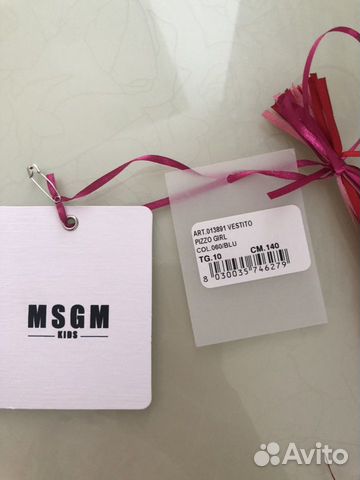 MSGM
KIDS
ART.013891 VESTITO
PIZZO GIRL
COL.060/BLU
TG.10 CM.140
8 030035 746279
Avito